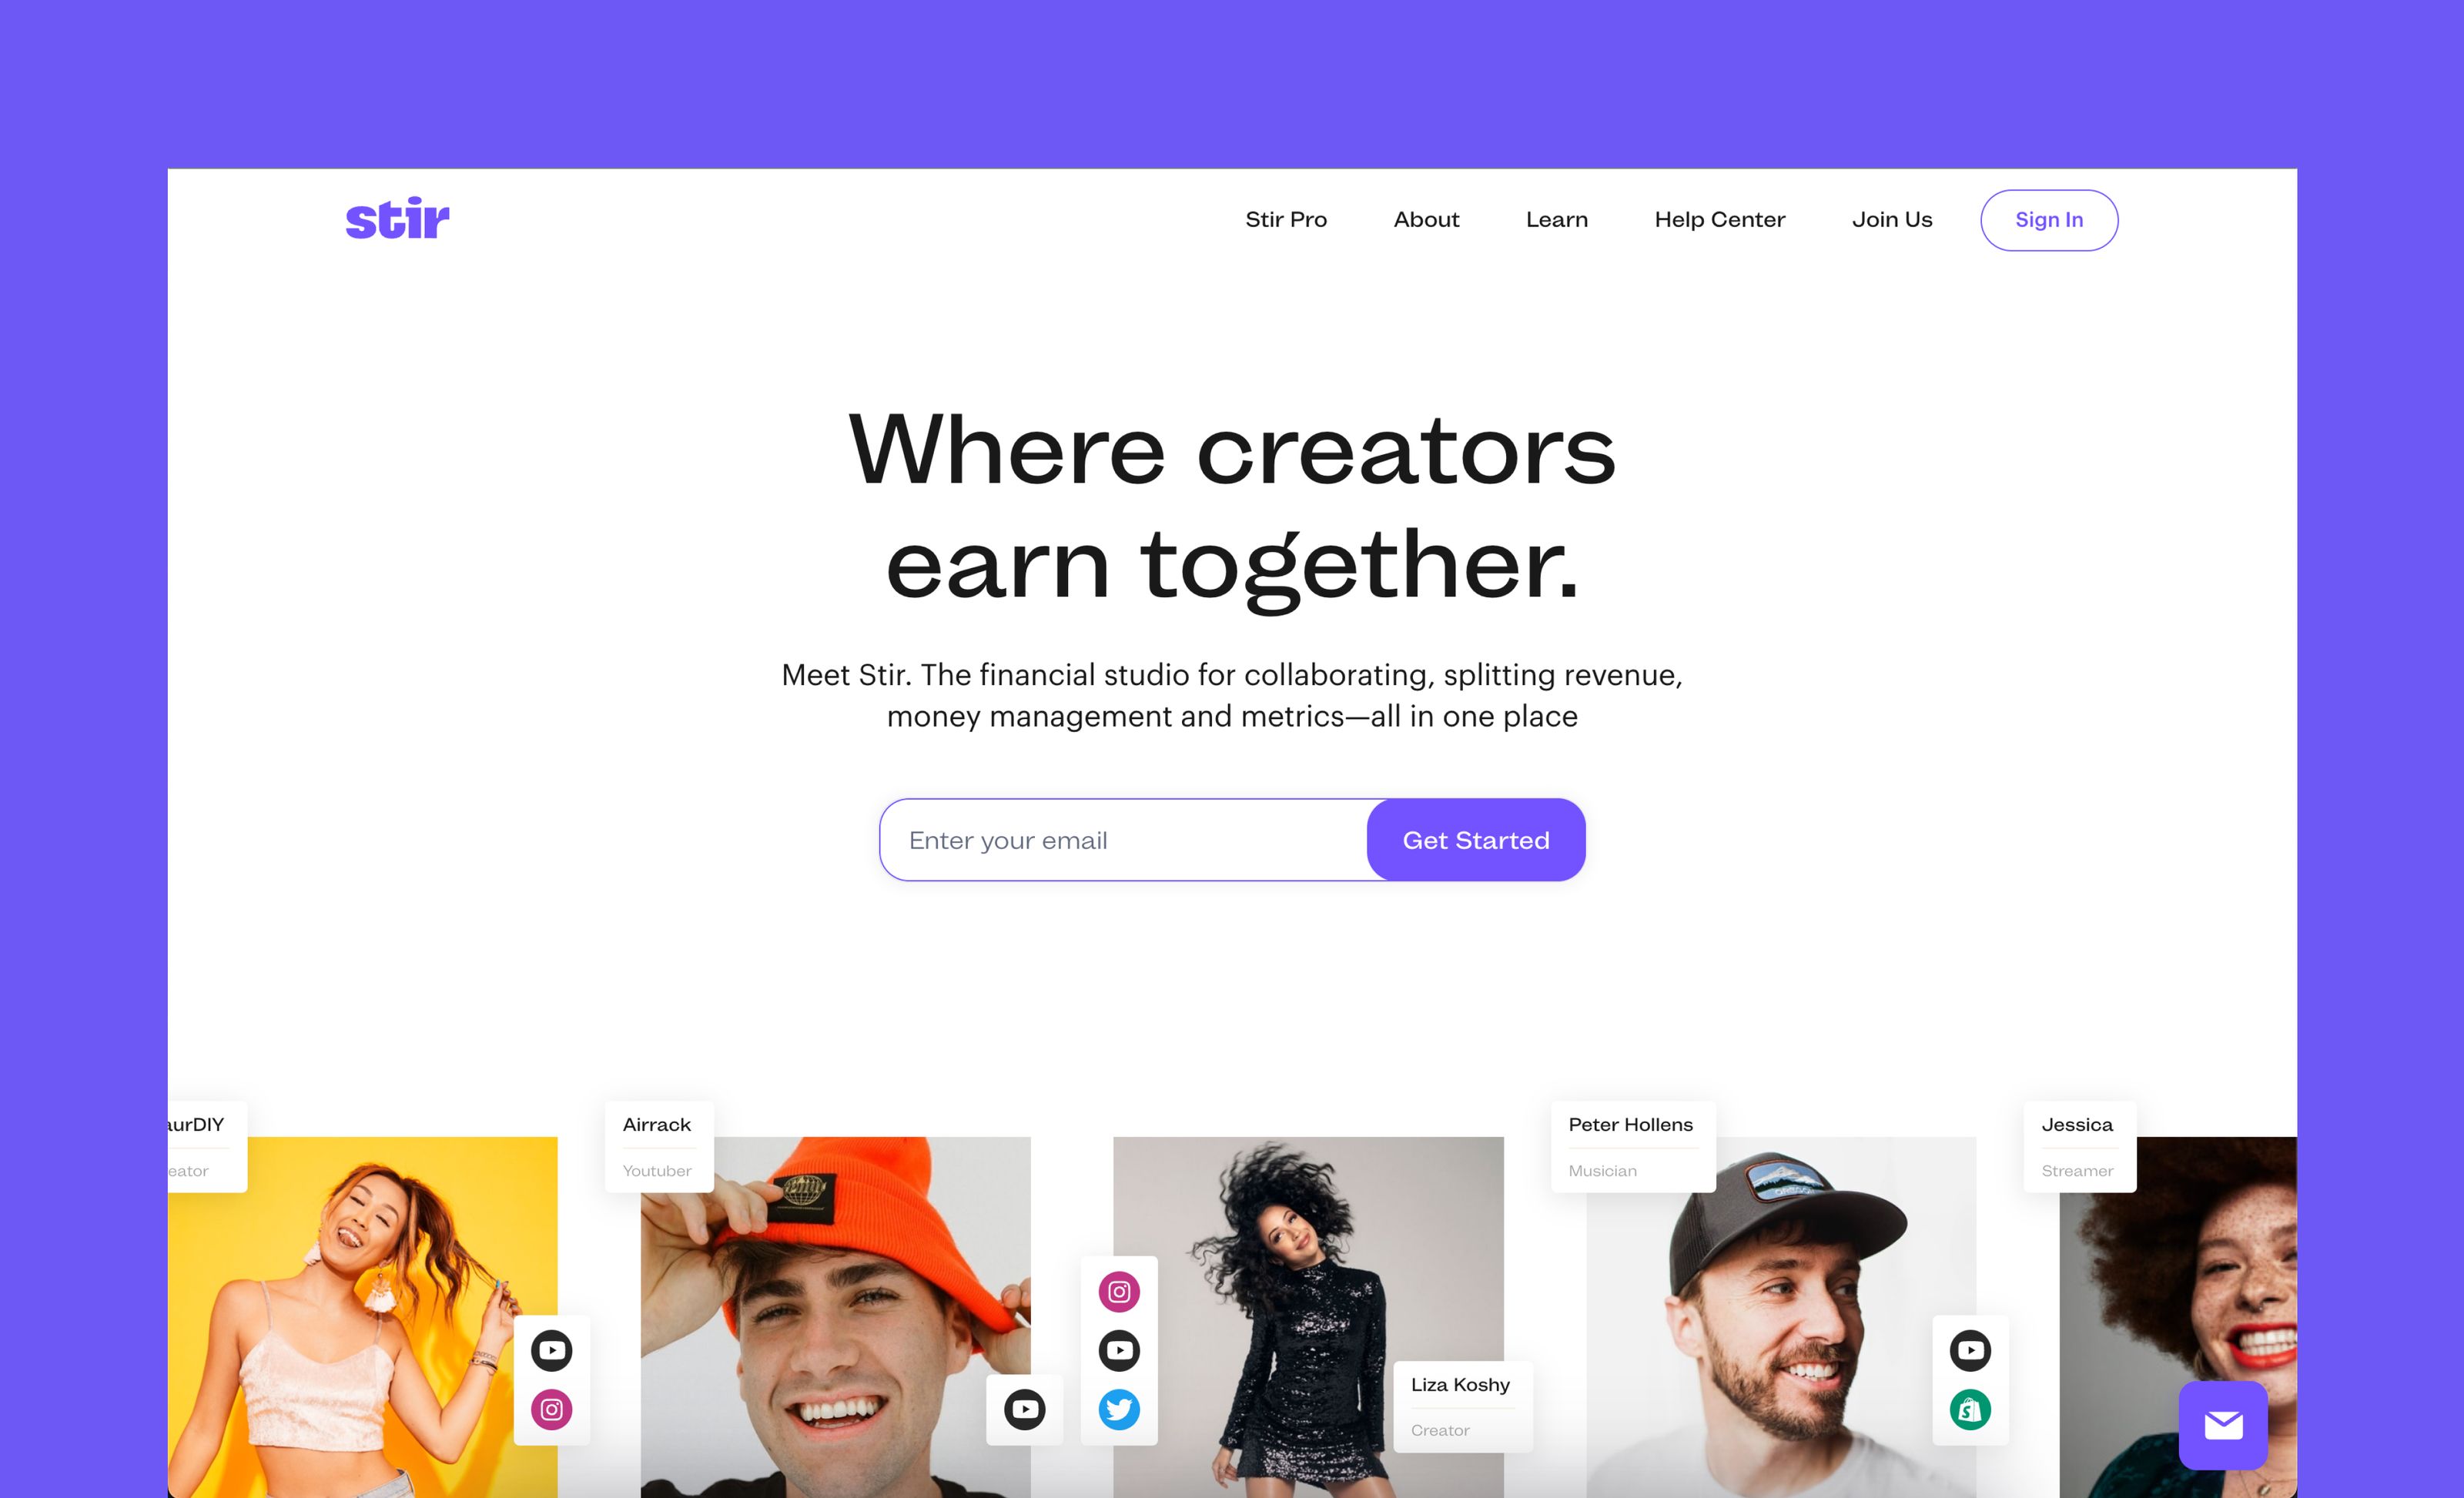 stir
Stir Pro
About
Learn
Help Center
Join Us
Sign In
Where creators
earn together.
Meet Stir. The financial studio for collaborating, splitting revenue,
money management and metrics—all in one place
Enter your email
Get Started
aurDIY
eator
Airrack
Youtuber
Liza Koshy
Creator
Peter Hollens
Musician
Jessica
Streamer